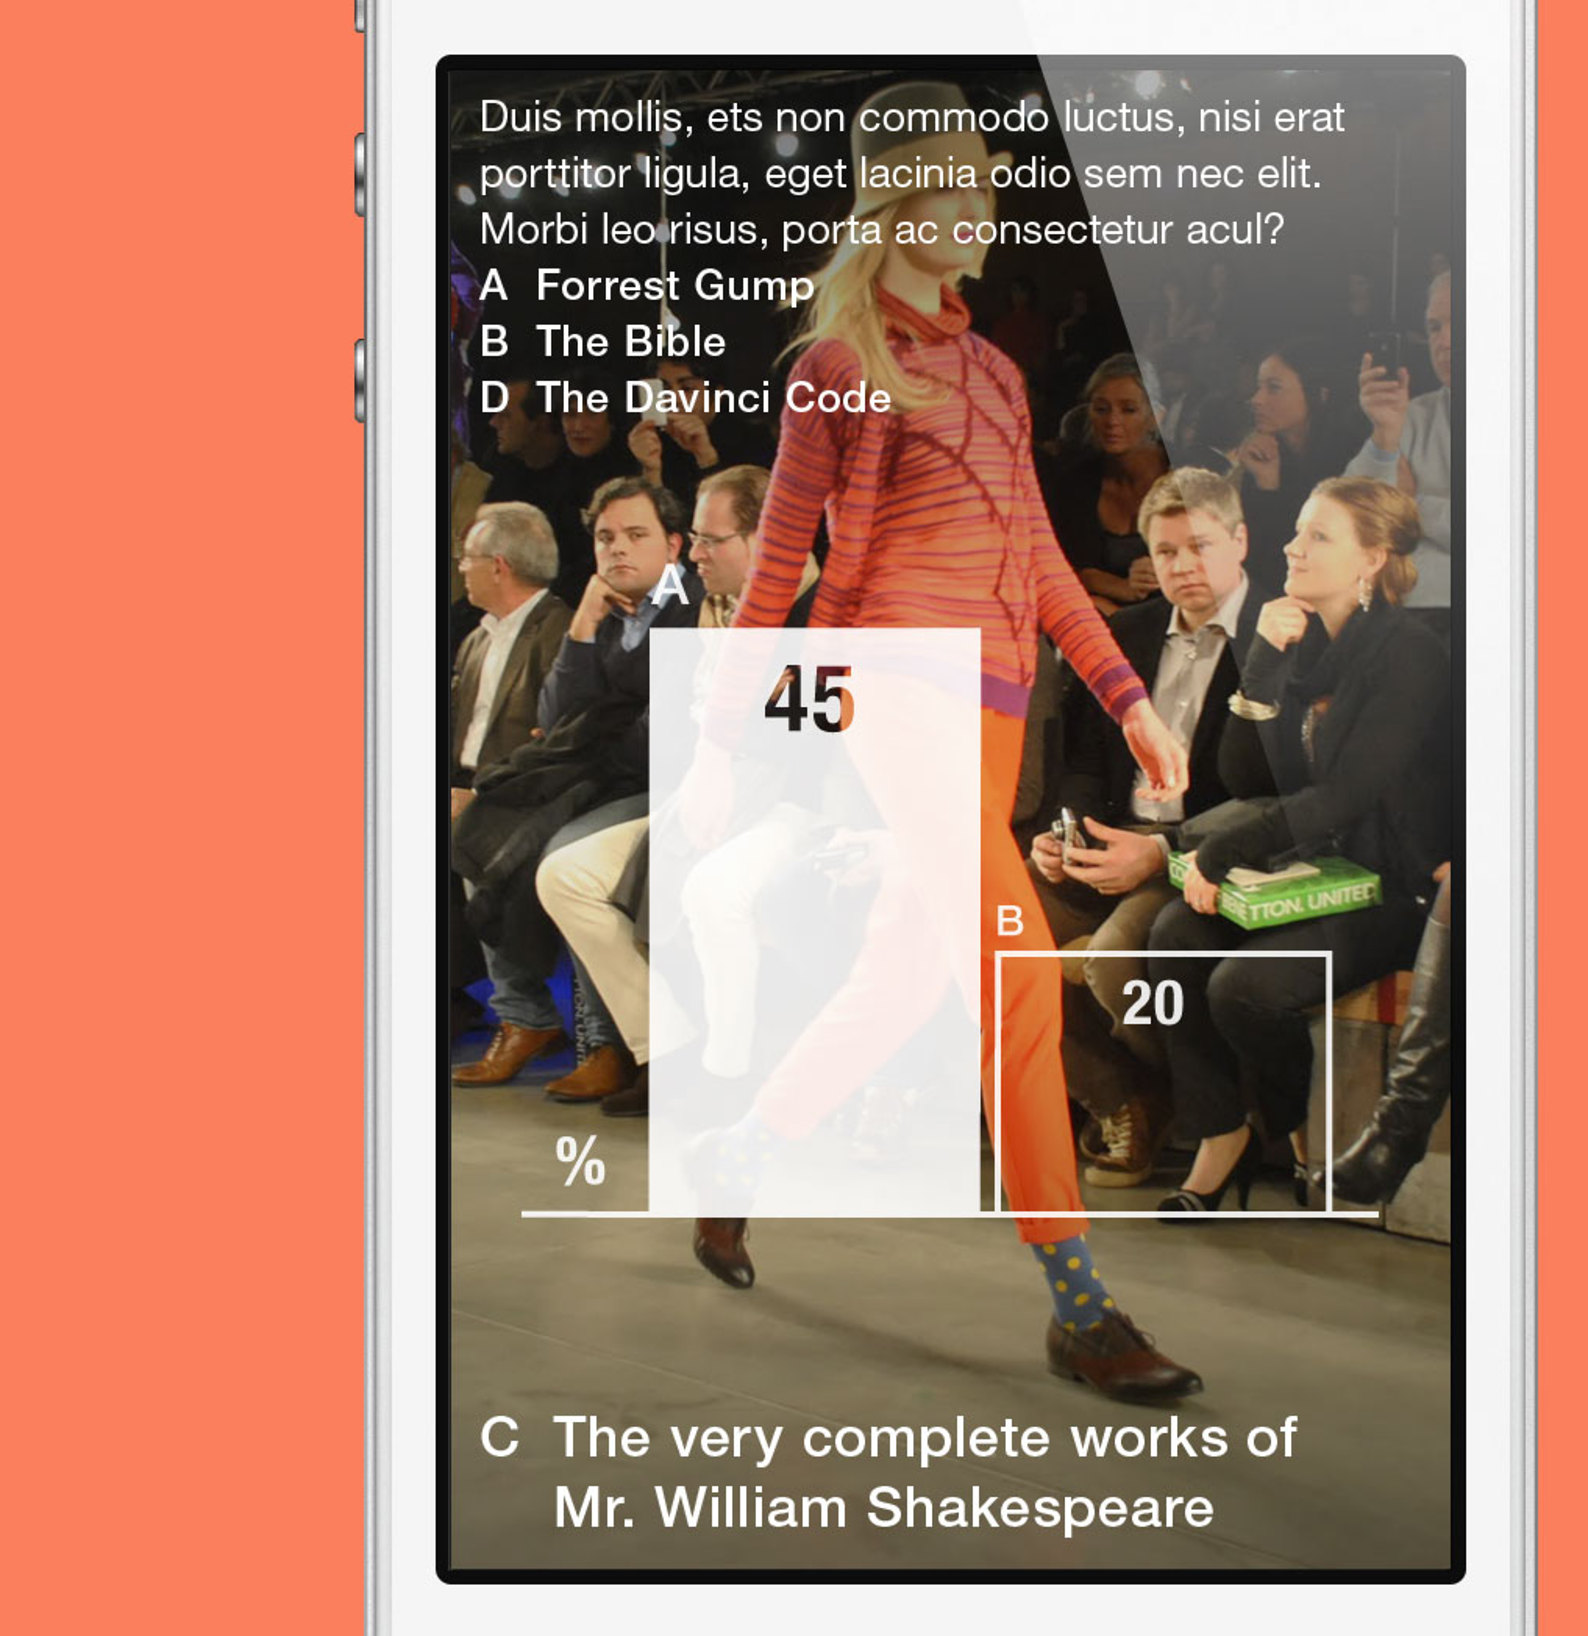 Duis mollis, ets non commodo luctus, nisi erat
porttitor ligula, eget lacinia odio sem nec elit.
Morbi leo risus, porta ac consectetur acul?
A Forrest Gump
B The Bible
D The Davinci Code
A
45
B
TTON. UNITED
20
%
C The very complete works of
Mr. William Shakespeare